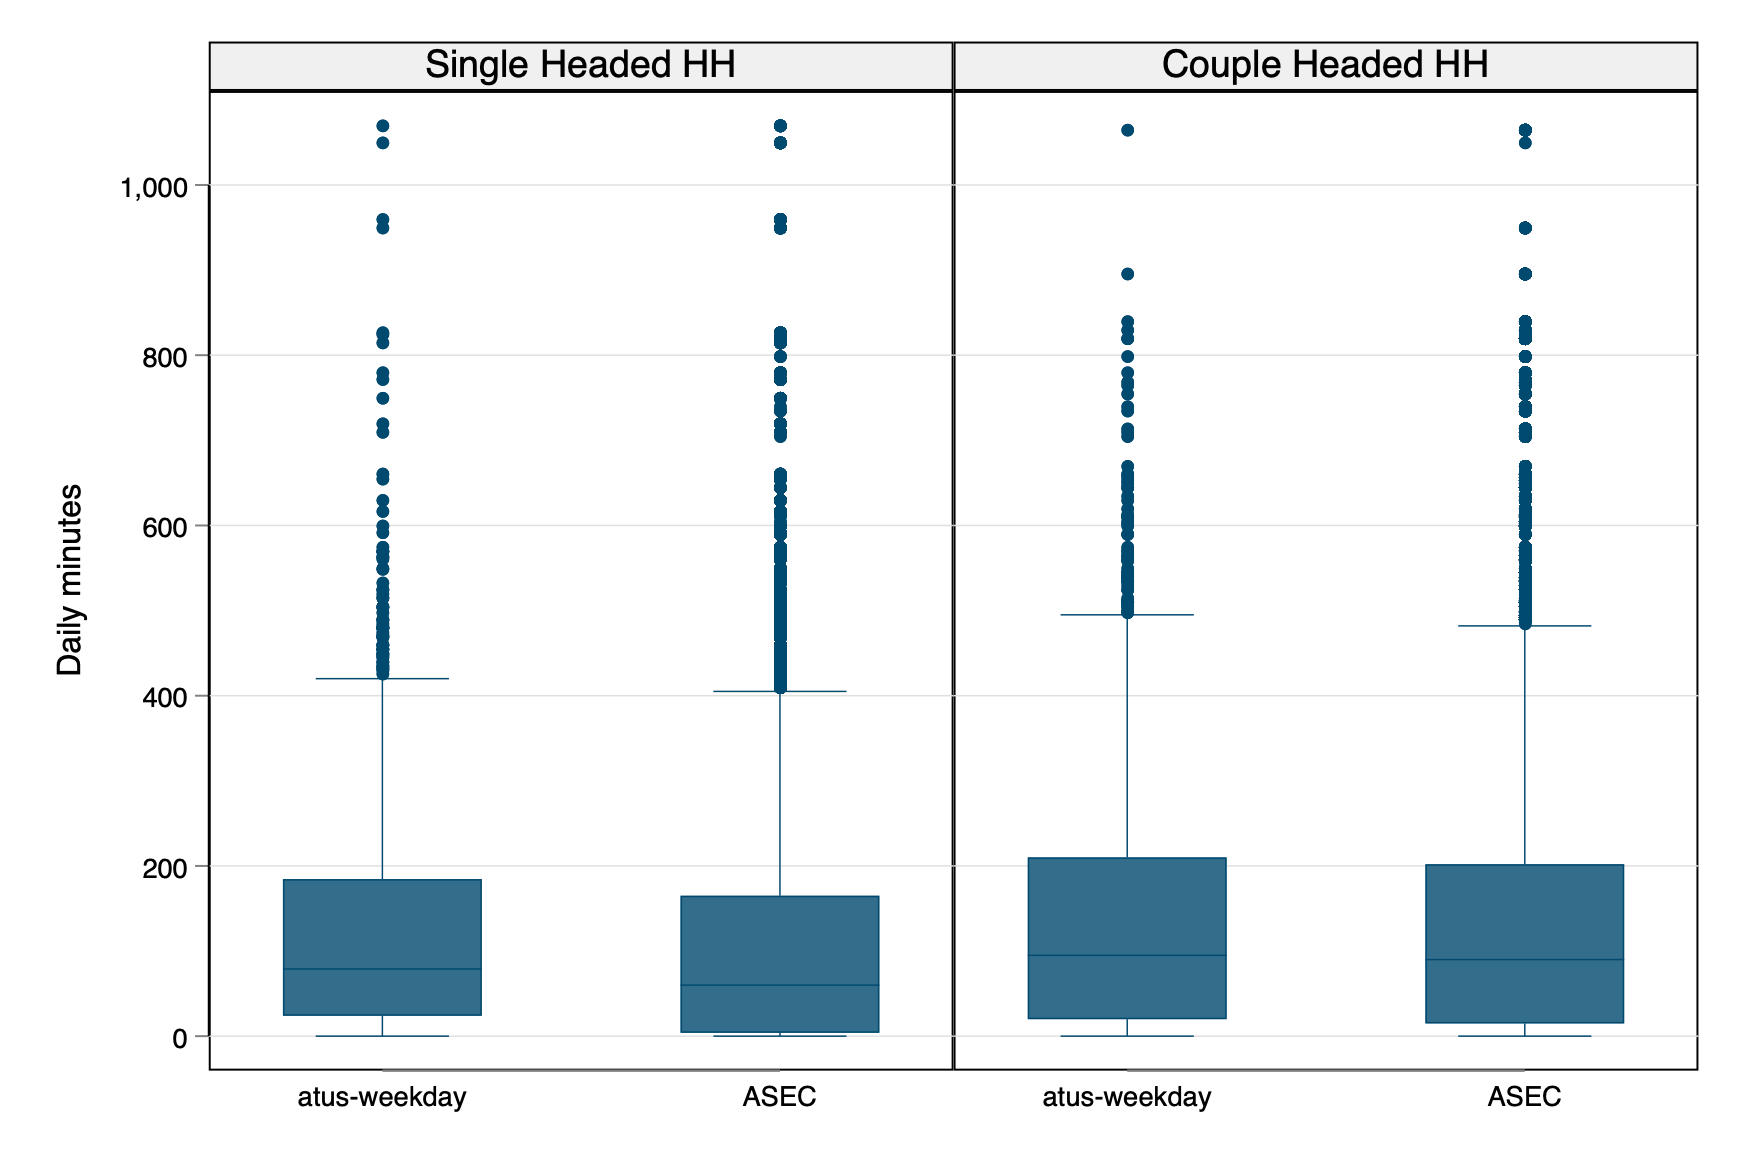 Single Headed HH
Couple Headed HH
Daily minutes
1,000
800
600
400
200
0
atus-weekday
ASEC
atus-weekday
ASEC